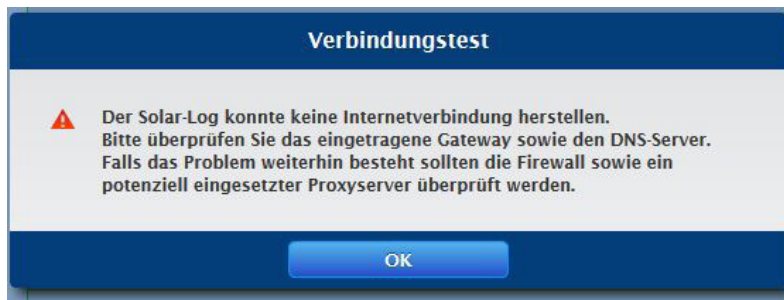 Verbindungstest
Der Solar-Log konnte keine Internetverbindung herstellen.
Bitte überprüfen Sie das eingetragene Gateway sowie den DNS-Server.
Falls das Problem weiterhin besteht sollten die Firewall sowie ein
potenziell eingesetzter Proxyserver überprüft werden.
OK